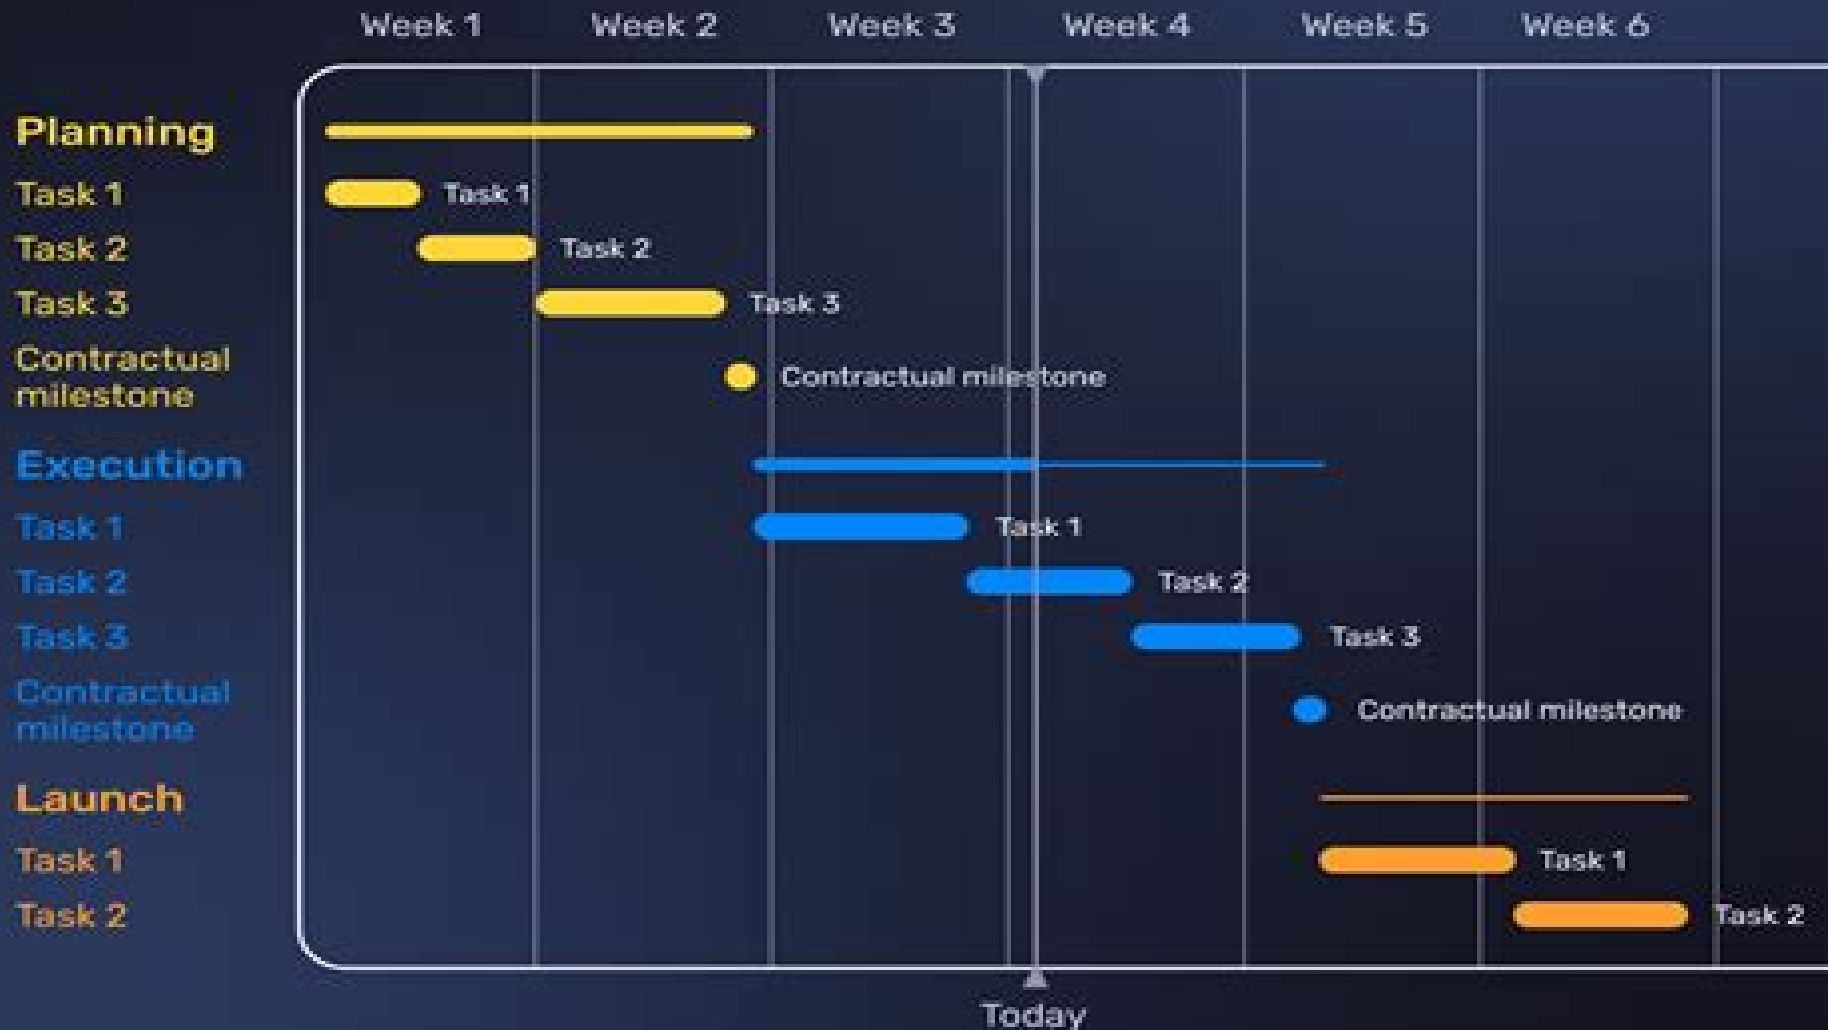 Week 1 Week 2 Week 3 Week 4 Week 5 Week 6
Planning
Task 1 Task 1
Task 2 Task 2
Task 3 Task 3
Contractual
milestone
Contractual milestone
Execution
Task 1 Task 1
Task 2 Task 2
Task 3 Task 3
Contractual
milestone
Contractual milestone
Launch
Task 1 Task 1
Task 2 Task 2
Today